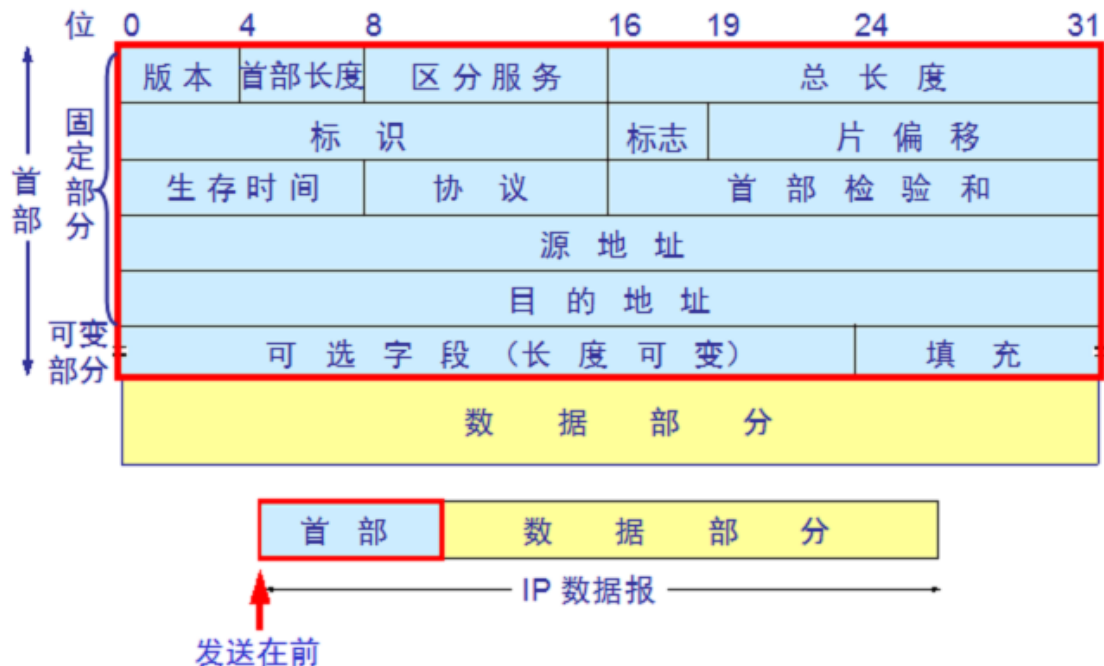 位 0 4 8 16 19 24 31
版本 首部长度 区分服务 总长度
标识 标志 片偏移
生存时间 协议 首部检验和
源地址
目的地址
可选字段（长度可变） 填充
首部
固定部分
可变部分
数据部分
首部 数据部分
IP 数据报
发送在前